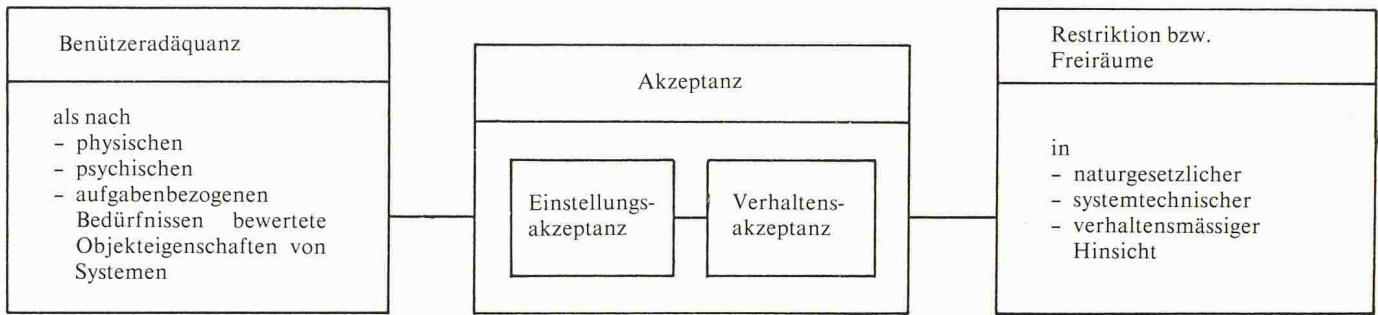 Benützeradäquanz
als nach
– physischen
– psychischen
– aufgabenbezogenen
Bedürfnissen bewertete
Objekteigenschaften von
Systemen
Akzeptanz
Einstellungs-
akzeptanz
Verhaltens-
akzeptanz
Restriktion bzw.
Freiräume
in
– naturgesetzlicher
– systemtechnischer
– verhaltensmässiger
Hinsicht